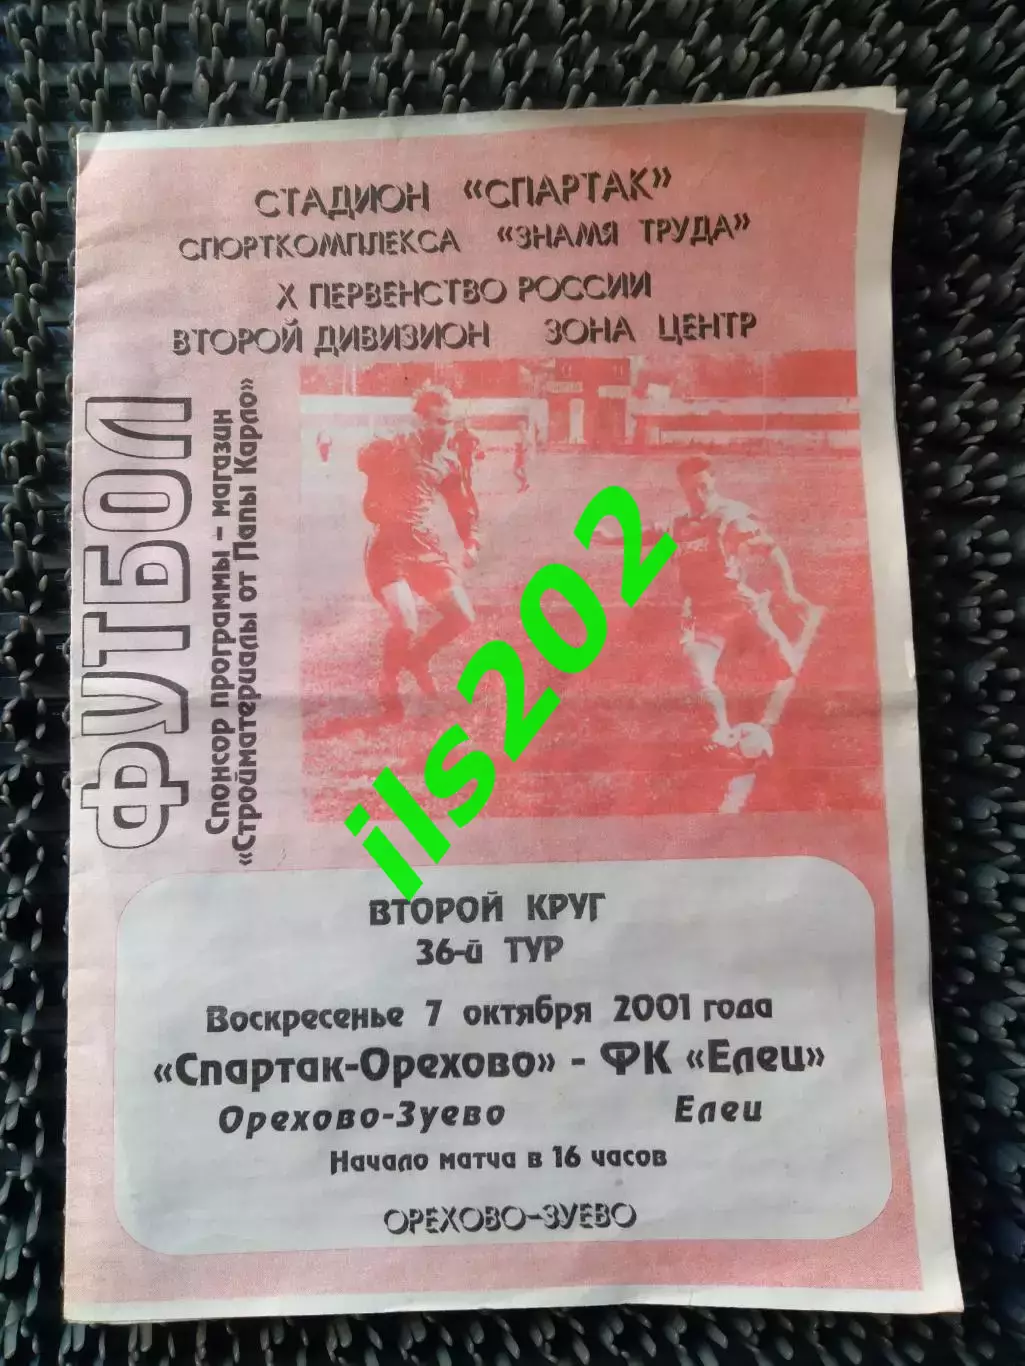 СТАДИОН «СПАРТАК»
СПОРТКОМПЛЕКСА «ЗНАМЯ ТРУДА»
X ПЕРВЕНСТВО РОССИИ
ВТОРОЙ ДИВИЗИОН ЗОНА ЦЕНТР
ФУТБОЛ
Спонсор программы – магазин
«Стройматериалы от Папы Карло»
ils202
ВТОРОЙ КРУГ
36-й ТУР
Воскресенье 7 октября 2001 года
«Спартак-Орехово» - ФК «Елец»
Орехово-Зуево Елец
Начало матча в 16 часов
ОРЕХОВО-ЗУЕВО